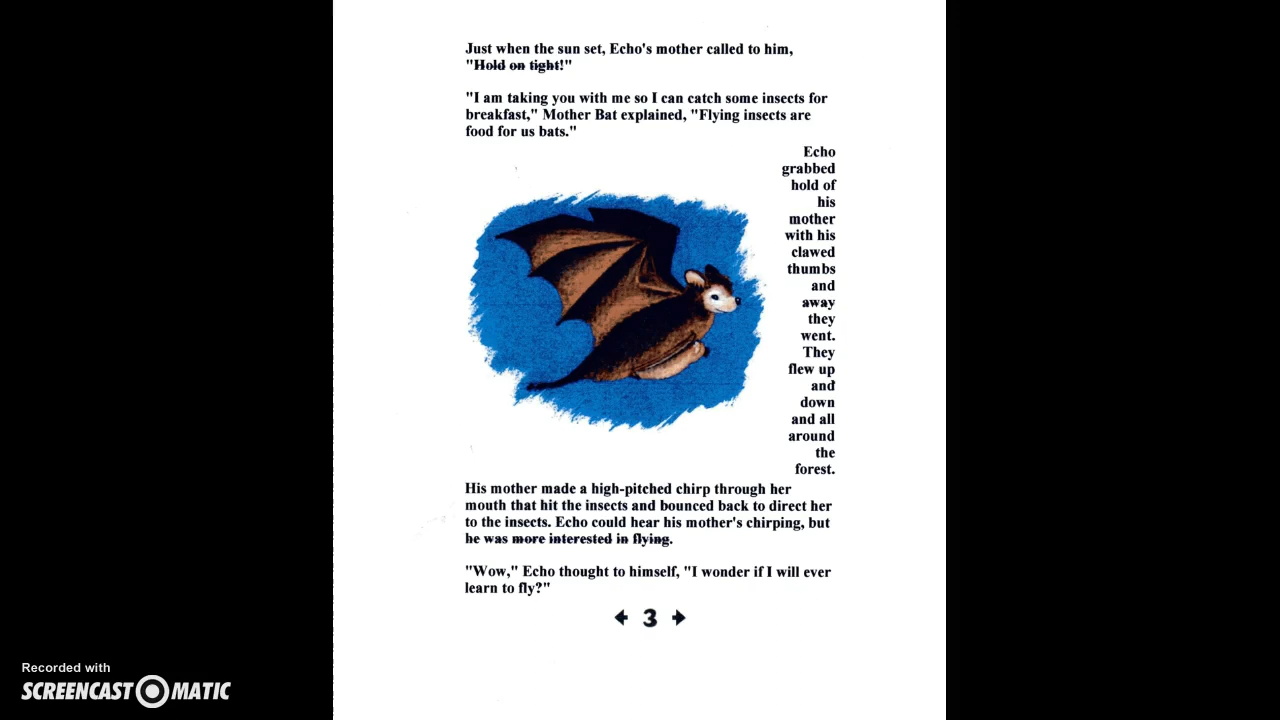 Just when the sun set, Echo's mother called to him,
"Hold on tight!"
"I am taking you with me so I can catch some insects for
breakfast," Mother Bat explained, "Flying insects are
food for us bats."
Echo
grabbed
hold of
his
mother
with his
clawed
thumbs
and
away
they
went.
They
flew up
and
down
and all
around
the
forest.
His mother made a high-pitched chirp through her
mouth that hit the insects and bounced back to direct her
to the insects. Echo could hear his mother's chirping, but
he was more interested in flying.
"Wow," Echo thought to himself, "I wonder if I will ever
learn to fly?"
3
Recorded with
SCREENCAST O MATIC